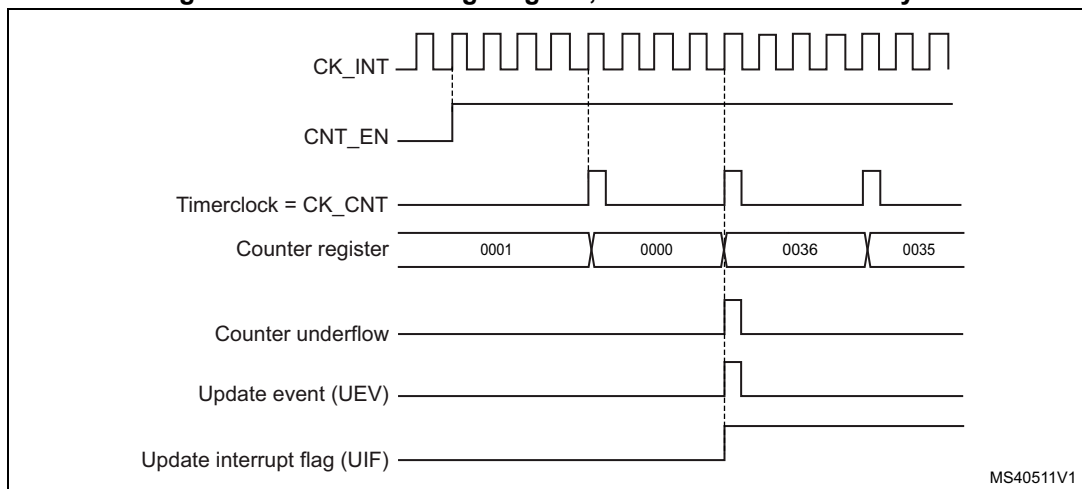 CK_INT
CNT_EN
Timerclock = CK_CNT
Counter register 0001 0000 0036 0035
Counter underflow
Update event (UEV)
Update interrupt flag (UIF)
MS40511V1